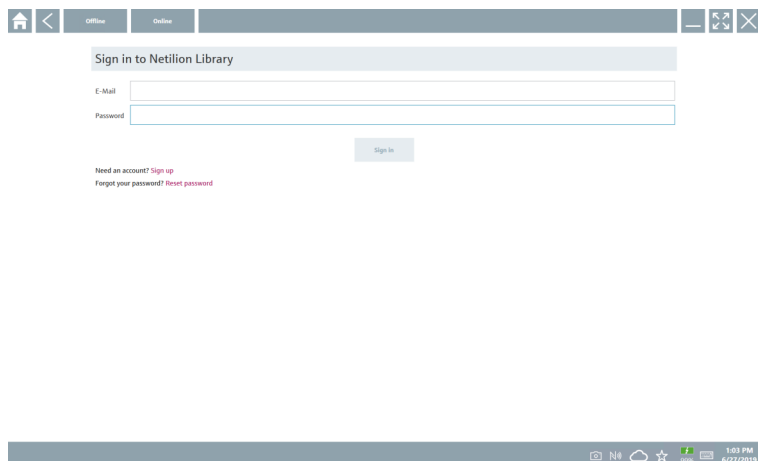 Offline Online
Sign in to Netilion Library
E-Mail
Password
Sign in
Need an account? Sign up
Forgot your password? Reset password
1:03 PM
6/27/2019